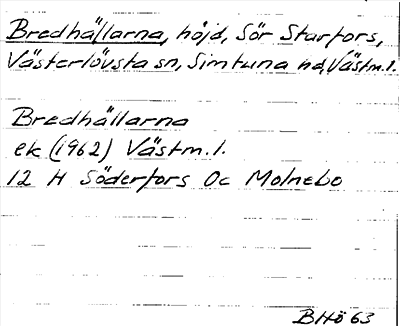 Bredhällarna, höjd, Sör Starfors,
Västerlövsta sn, Simtuna hd, Västm.l.
Bredhällarna
ek (1962) Västm.l.
12 H Söderfors Oc Molnebo
BHö 63